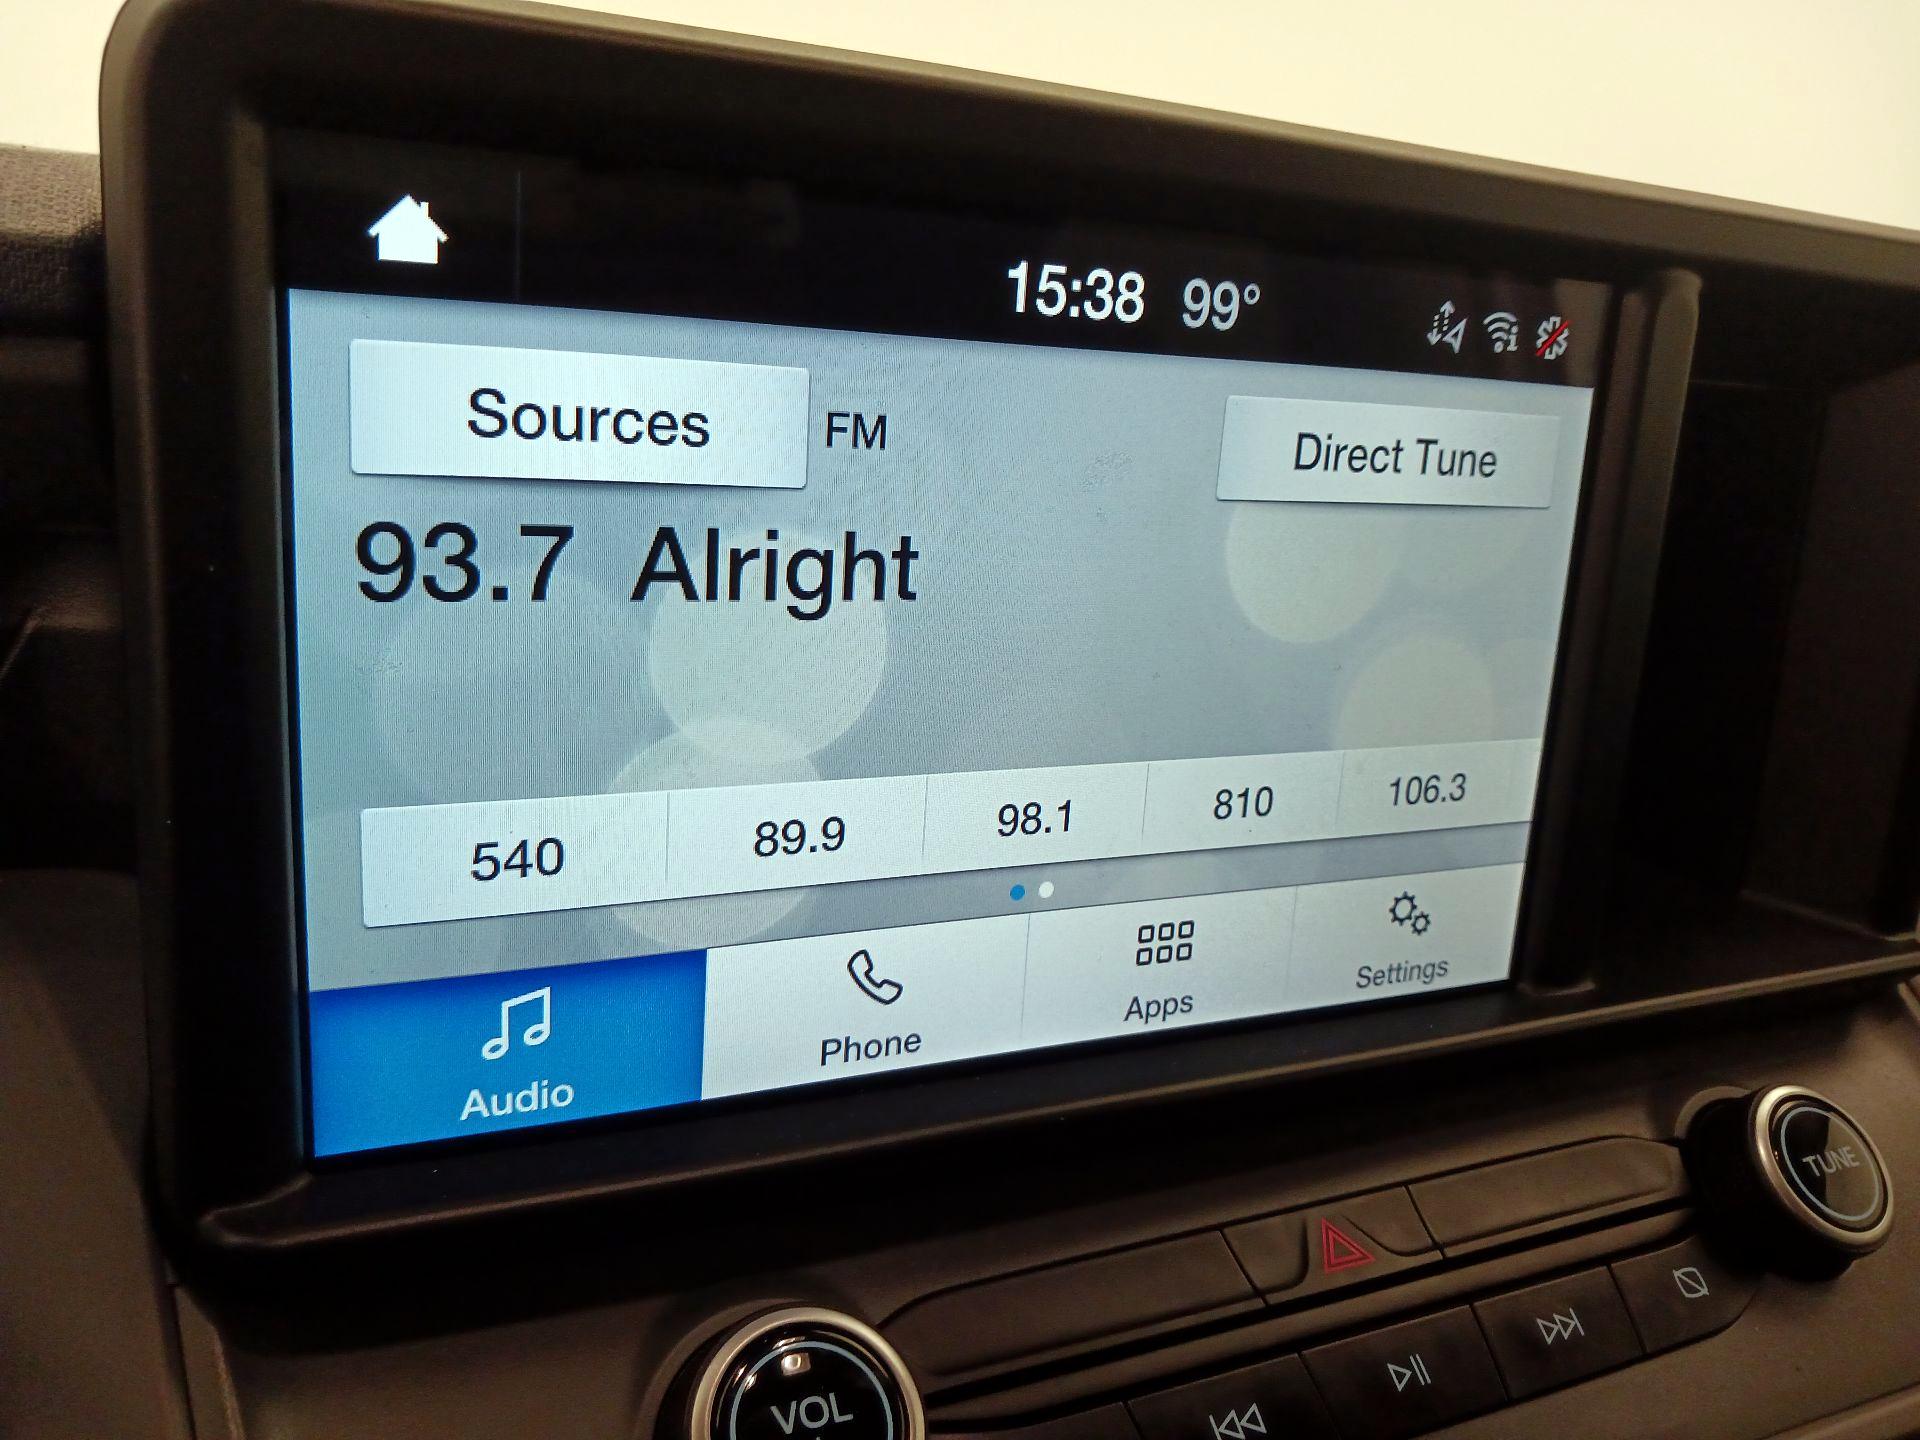 15:38 99°
Sources FM Direct Tune
93.7 Alright
540 89.9 98.1 810 106.3
Audio Phone Apps Settings
TUNE
VOL